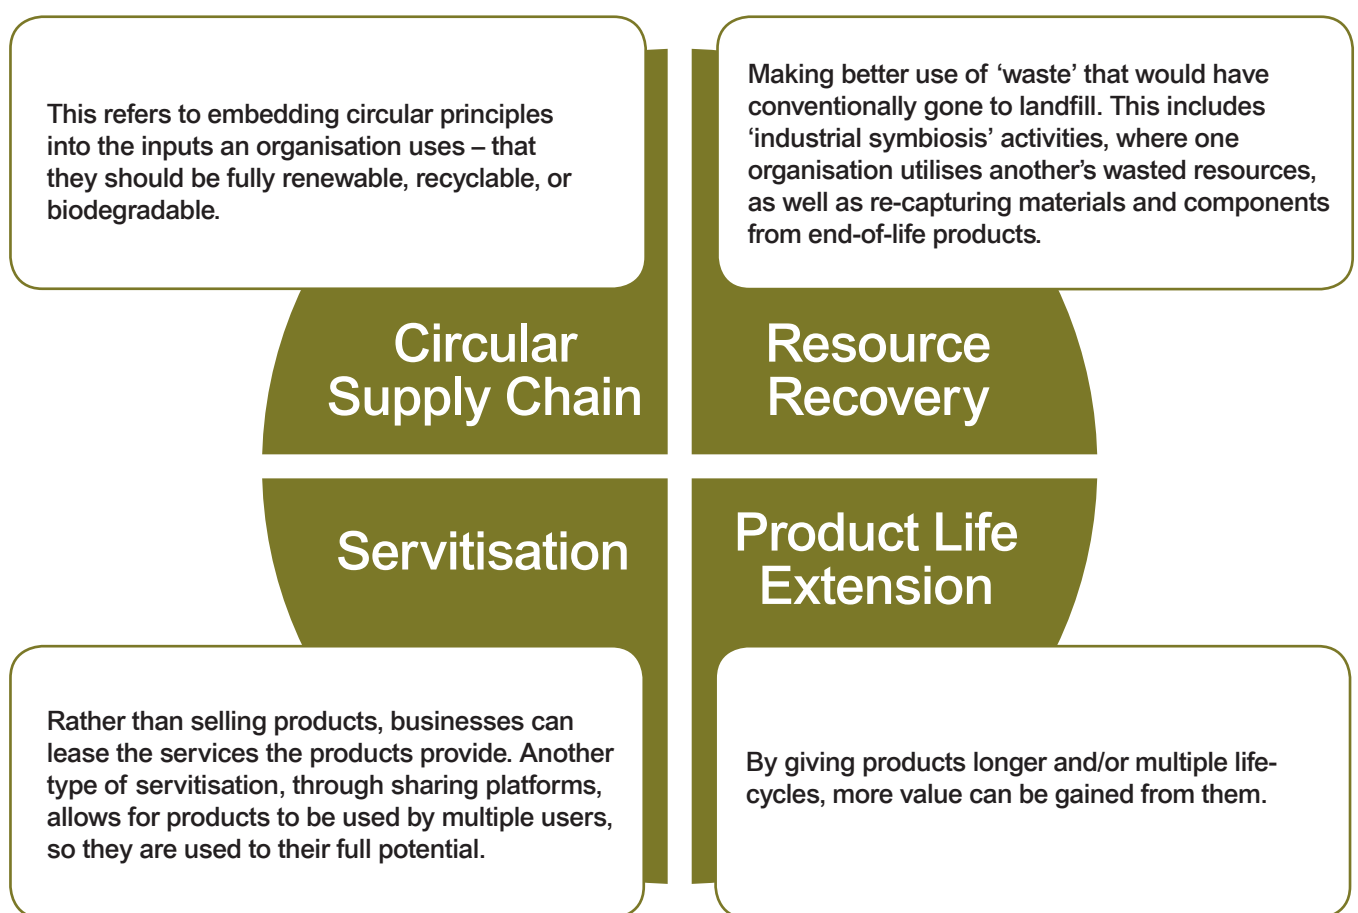 This refers to embedding circular principles
into the inputs an organisation uses – that
they should be fully renewable, recyclable, or
biodegradable.
Circular
Supply Chain
Making better use of ‘waste’ that would have
conventionally gone to landfill. This includes
‘industrial symbiosis’ activities, where one
organisation utilises another’s wasted resources,
as well as re-capturing materials and components
from end-of-life products.
Resource
Recovery
Servitisation
Rather than selling products, businesses can
lease the services the products provide. Another
type of servitisation, through sharing platforms,
allows for products to be used by multiple users,
so they are used to their full potential.
Product Life
Extension
By giving products longer and/or multiple life-
cycles, more value can be gained from them.